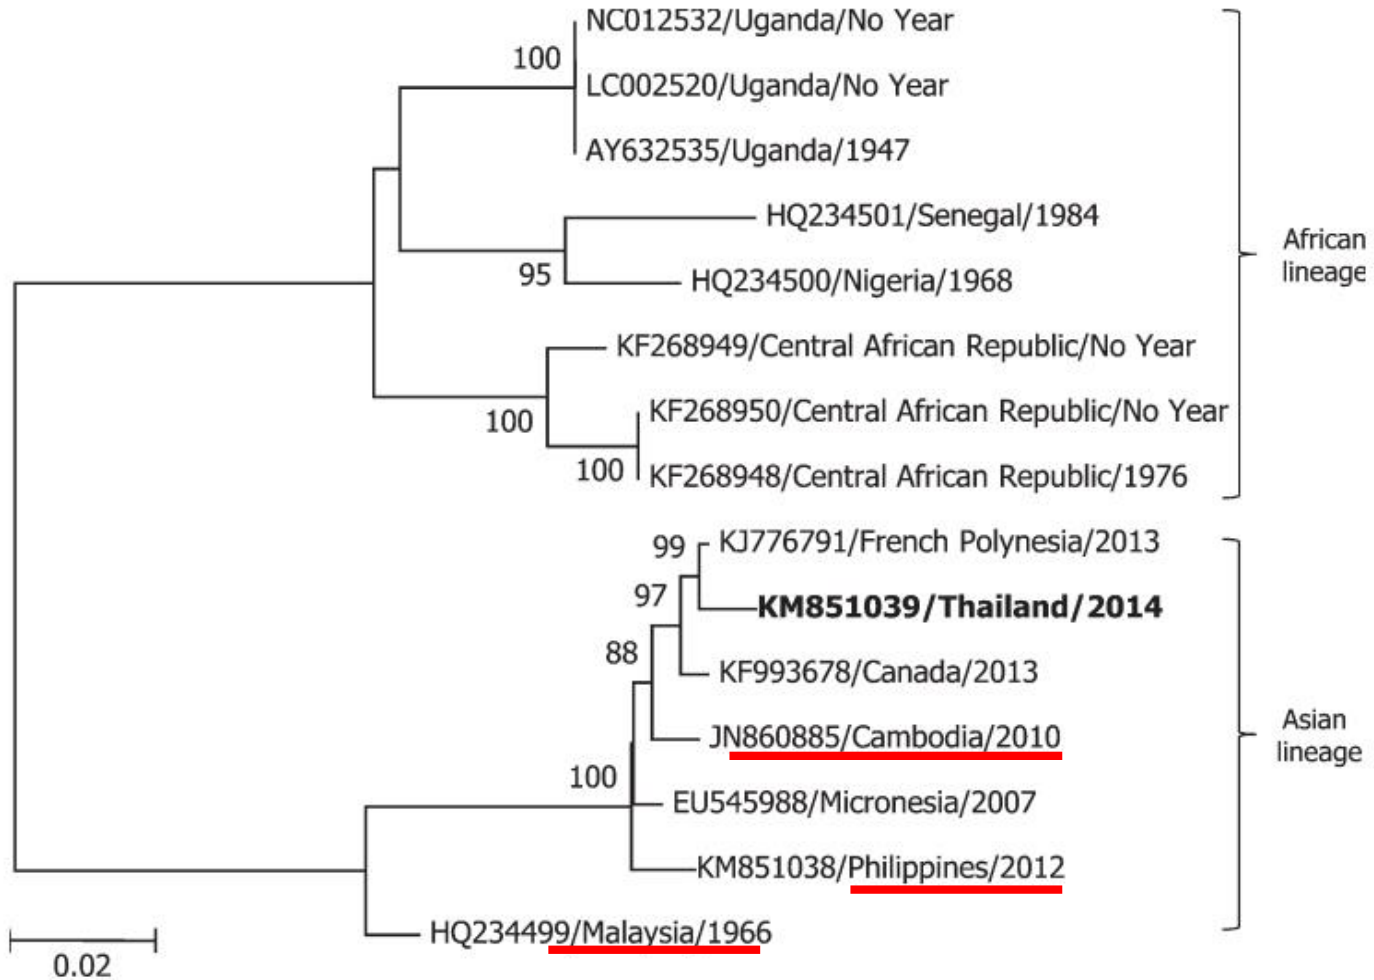 NC012532/Uganda/No Year
100
LC002520/Uganda/No Year
AY632535/Uganda/1947
HQ234501/Senegal/1984
95
HQ234500/Nigeria/1968
African
lineage
KF268949/Central African Republic/No Year
100
KF268950/Central African Republic/No Year
100
KF268948/Central African Republic/1976
99
KJ776791/French Polynesia/2013
97
KM851039/Thailand/2014
88
KF993678/Canada/2013
JN860885/Cambodia/2010
Asian
lineage
100
EU545988/Micronesia/2007
KM851038/Philippines/2012
HQ234499/Malaysia/1966
0.02